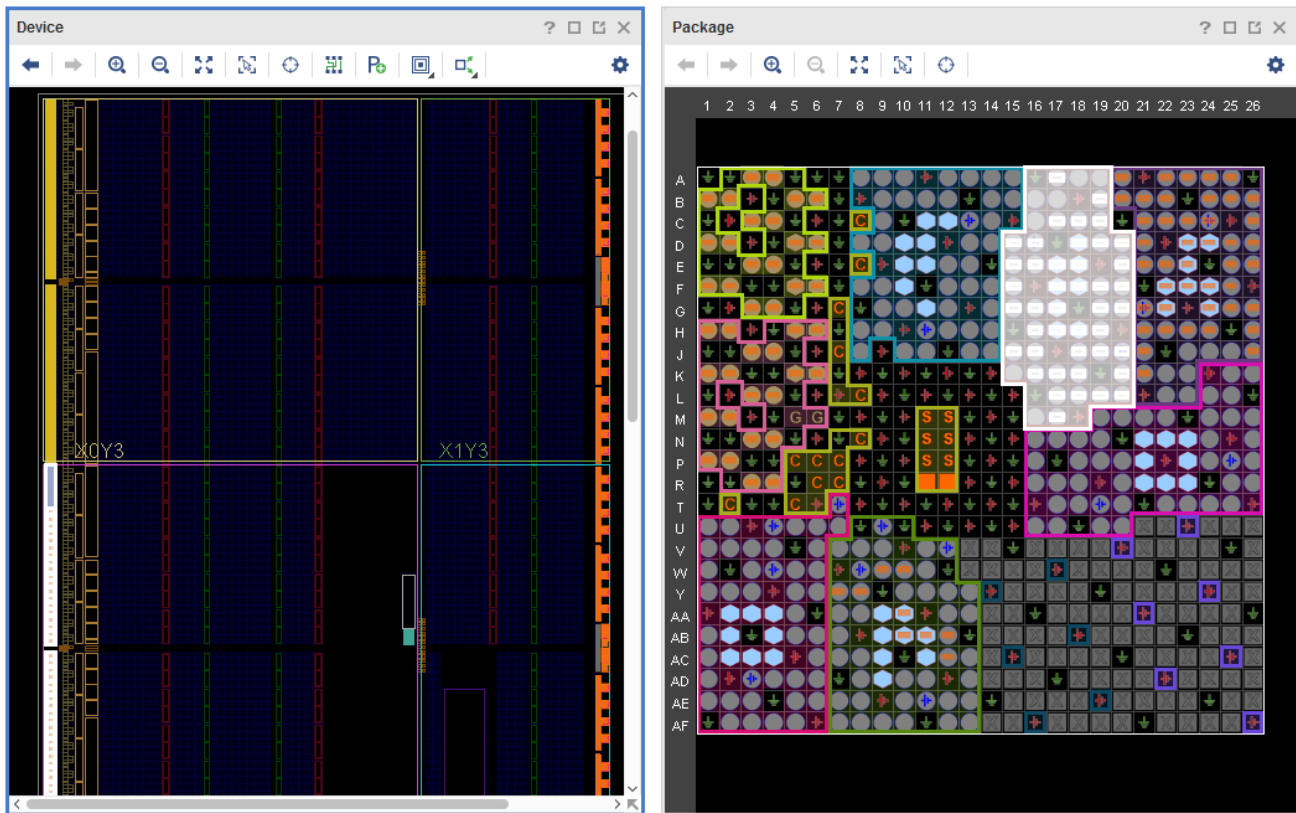 Device
Package
1 2 3 4 5 6 7 8 9 10 11 12 13 14 15 16 17 18 19 20 21 22 23 24 25 26
A
B
C C
D
E C
F
G C
H
J C
K
L C
M G G S S
N C S S
P C C C S S
R C C S S
T C C
U
V
W
Y
AA
AB
AC
AD
AE
AF
X0Y3 X1Y3